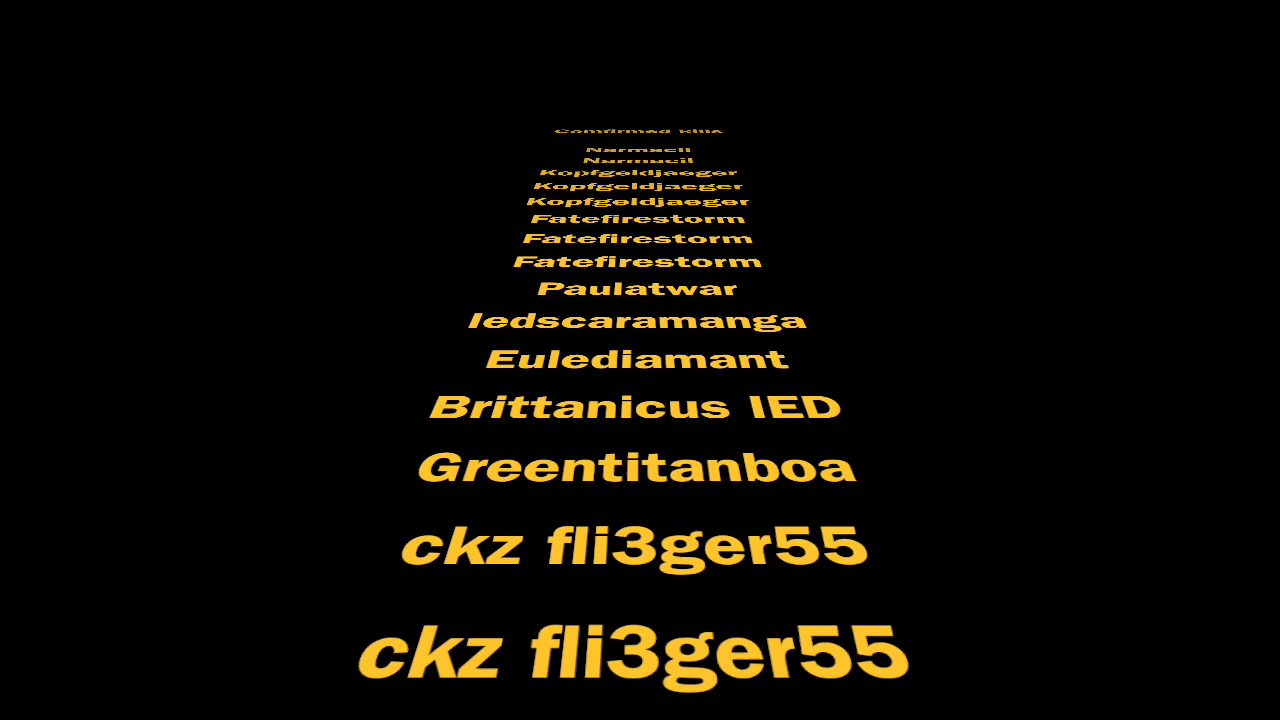 Comfirmed kills
Narmacil
Narmacil
Kopfgeldjaeger
Kopfgeldjaeger
Kopfgeldjaeger
Fatefirestorm
Fatefirestorm
Fatefirestorm
Paulatwar
Iedscaramanga
Eulediamant
Brittanicus IED
Greentitanboa
ckz fli3ger55
ckz fli3ger55